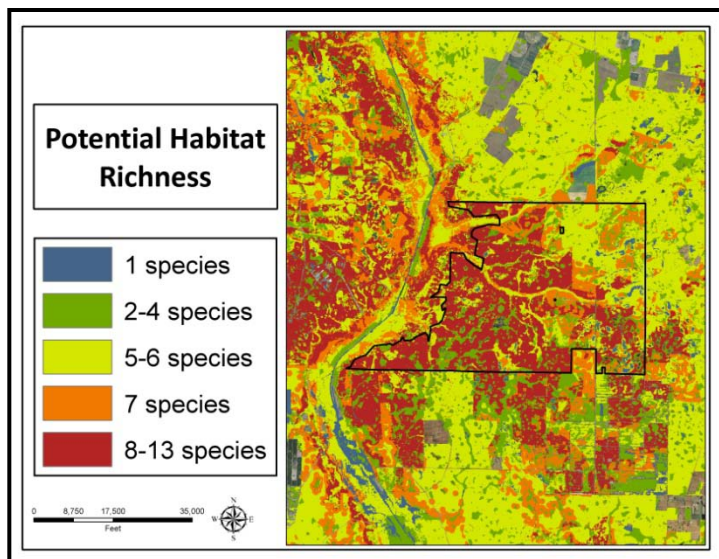 Potential Habitat
Richness
1 species
2-4 species
5-6 species
7 species
8-13 species
0 8,750 17,500 35,000
Feet
N
W E
S